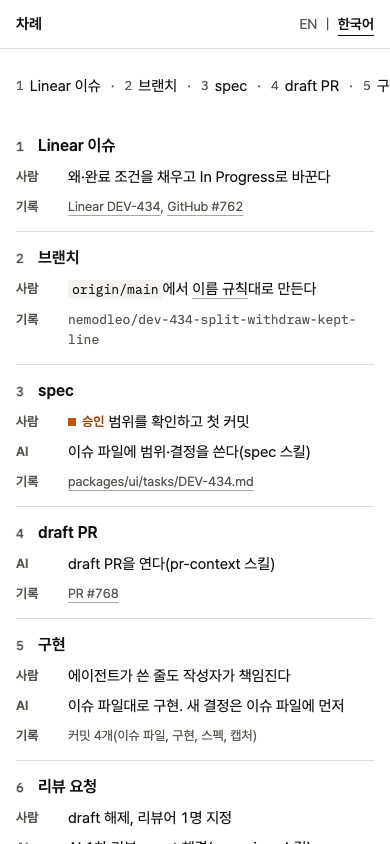 차례
EN | 한국어
1 Linear 이슈 · 2 브랜치 · 3 spec · 4 draft PR · 5 구
1 Linear 이슈
사람 왜·완료 조건을 채우고 In Progress로 바꾼다
기록 Linear DEV-434, GitHub #762
2 브랜치
사람 origin/main에서 이름 규칙대로 만든다
기록 nemodleo/dev-434-split-withdraw-kept-
line
3 spec
사람 승인 범위를 확인하고 첫 커밋
AI 이슈 파일에 범위·결정을 쓴다(spec 스킬)
기록 packages/ui/tasks/DEV-434.md
4 draft PR
AI draft PR을 연다(pr-context 스킬)
기록 PR #768
5 구현
사람 에이전트가 쓴 줄도 작성자가 책임진다
AI 이슈 파일대로 구현. 새 결정은 이슈 파일에 먼저
기록 커밋 4개(이슈 파일, 구현, 스펙, 캡처)
6 리뷰 요청
사람 draft 해제, 리뷰어 1명 지정